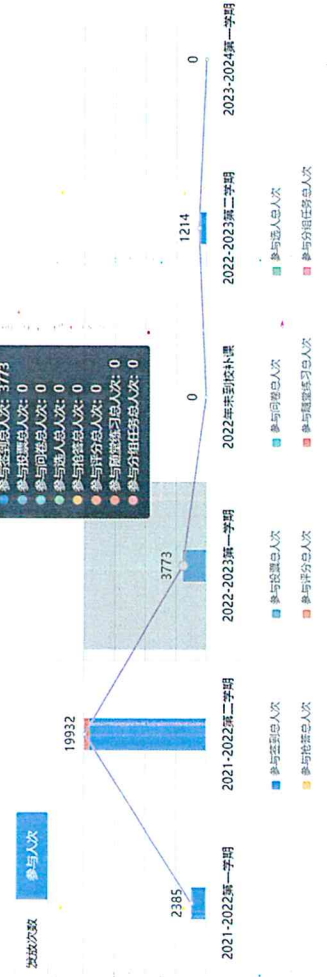 发放次数 参与人次
参与签到总人次: 3773
参与投票总人次: 0
参与问卷总人次: 0
参与选人总人次: 0
参与抢答总人次: 0
参与评分总人次: 0
参与随堂练习总人次: 0
参与分组任务总人次: 0
2385
19932
3773
0
1214
0
2021-2022第一学期
2021-2022第二学期
2022-2023第一学期
2022年未到校补课
2022-2023第二学期
2023-2024第一学期
参与签到总人次 参与投票总人次 参与问卷总人次 参与选人总人次
参与抢答总人次 参与评分总人次 参与随堂练习总人次 参与分组任务总人次